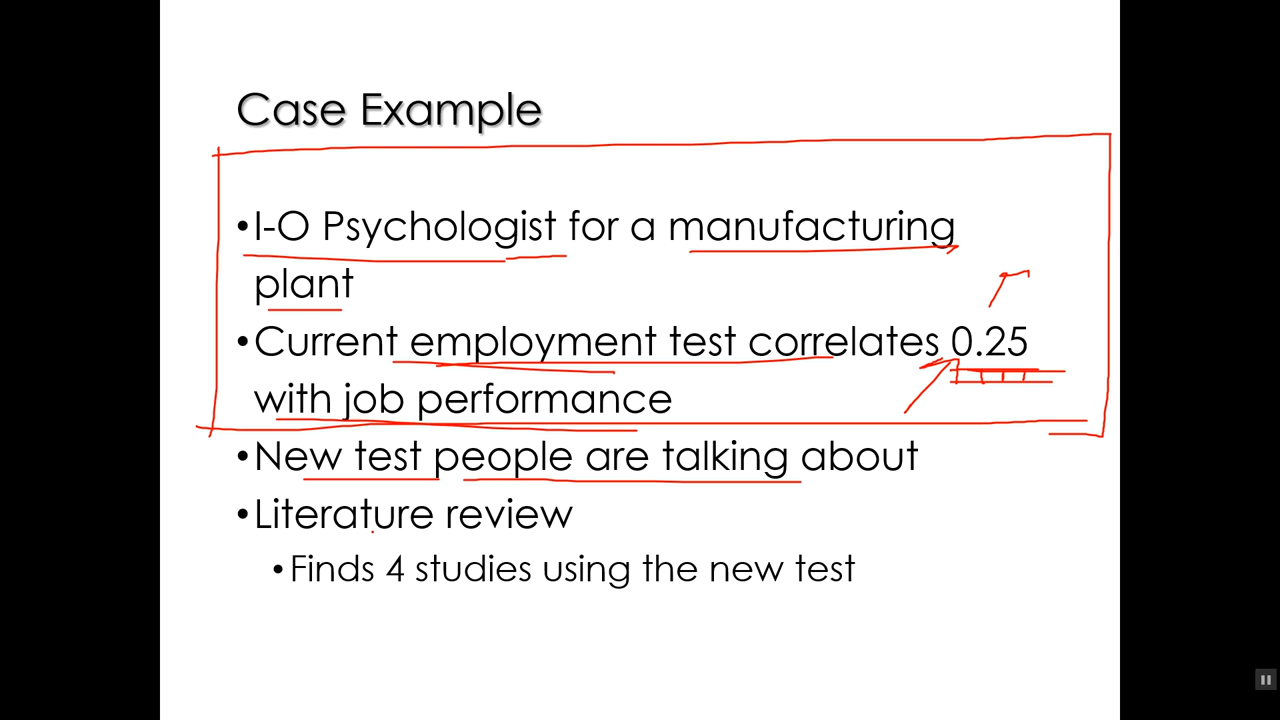 Case Example
•I-O Psychologist for a manufacturing
plant
•Current employment test correlates 0.25
with job performance
•New test people are talking about
•Literature review
•Finds 4 studies using the new test